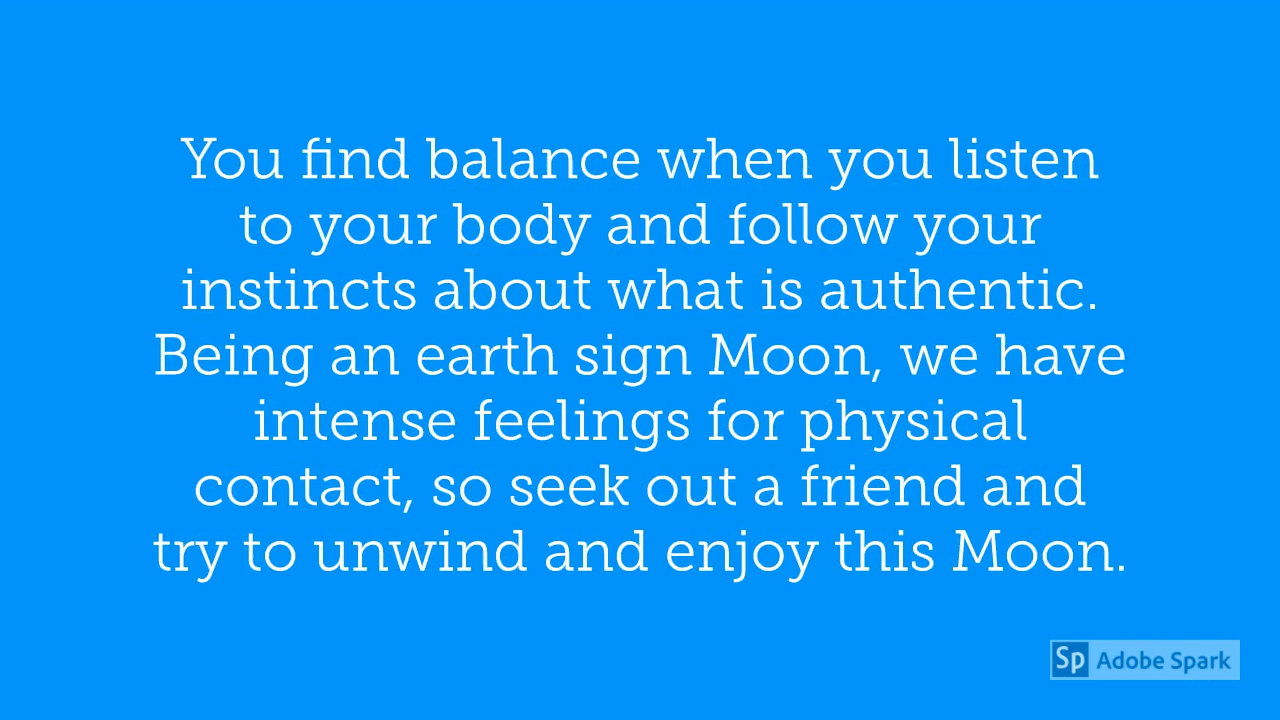 You find balance when you listen
to your body and follow your
instincts about what is authentic.
Being an earth sign Moon, we have
intense feelings for physical
contact, so seek out a friend and
try to unwind and enjoy this Moon.
Sp Adobe Spark